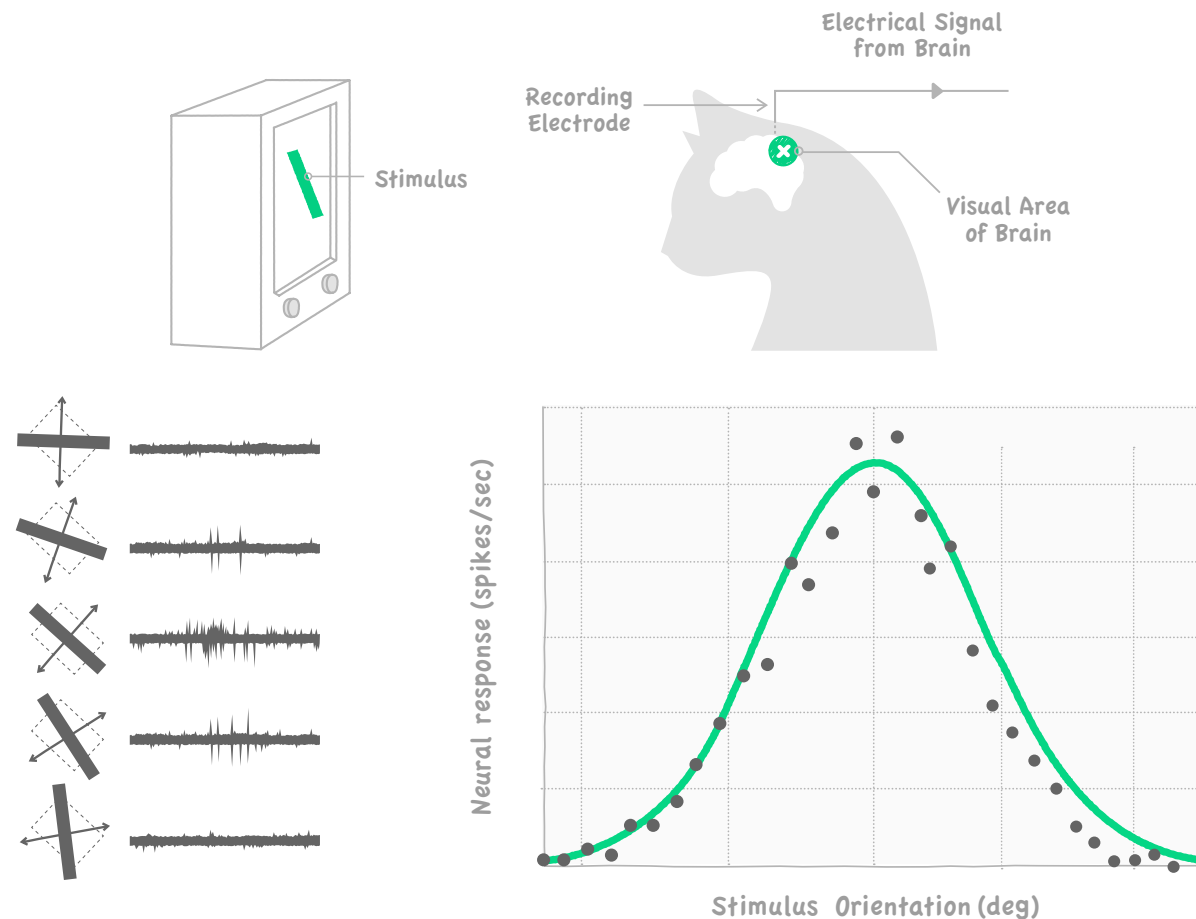 Electrical Signal
from Brain
Recording
Electrode
Stimulus
Visual Area
of Brain
Neural response (spikes/sec)
Stimulus Orientation (deg)